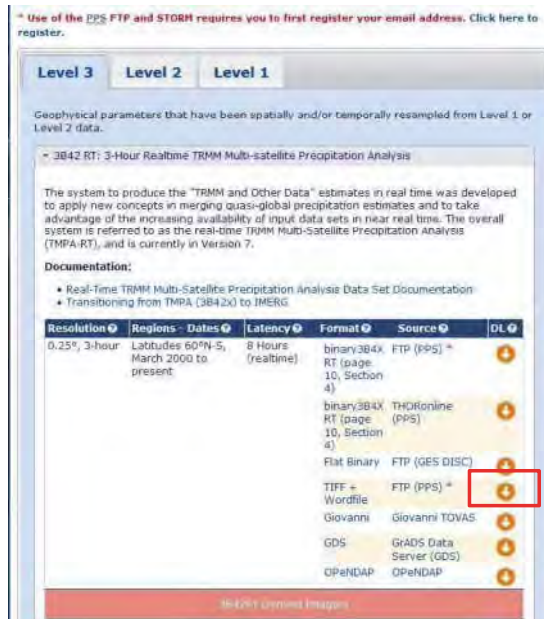 * Use of the PPS FTP and STORM requires you to first register your email address. Click here to
register.
Level 3 Level 2 Level 1
Geophysical parameters that have been spatially and/or temporally resampled from Level 1 or
Level 2 data.
3B42 RT: 3-Hour Realtime TRMM Multi-satellite Precipitation Analysis
The system to produce the "TRMM and Other Data" estimates in real time was developed
to apply new concepts in merging quasi-global precipitation estimates and to take
advantage of the increasing availability of input data sets in near real time. The overall
system is referred to as the real-time TRMM Multi-Satellite Precipitation Analysis
(TMPA-RT), and is currently in Version 7.
Documentation:
• Real-Time TRMM Multi-Satellite Precipitation Analysis Data Set Documentation
• Transitioning from TMPA (3B42x) to IMERG
Resolution Regions - Dates Latency Format Source DL
0.25°, 3-hour Latitudes 60°N-S, 8 Hours binary3B4X FTP (PPS) *
March 2000 to (realtime) RT (page
present 10, Section
4)
binary3B4X THORonline
RT (page (PPS)
10, Section
4)
Flat Binary FTP (GES DISC)
TIFF + FTP (PPS) *
Wordfile
Giovanni Giovanni TOVAS
GDS GrADS Data
Server (GDS)
OPeNDAP OPeNDAP